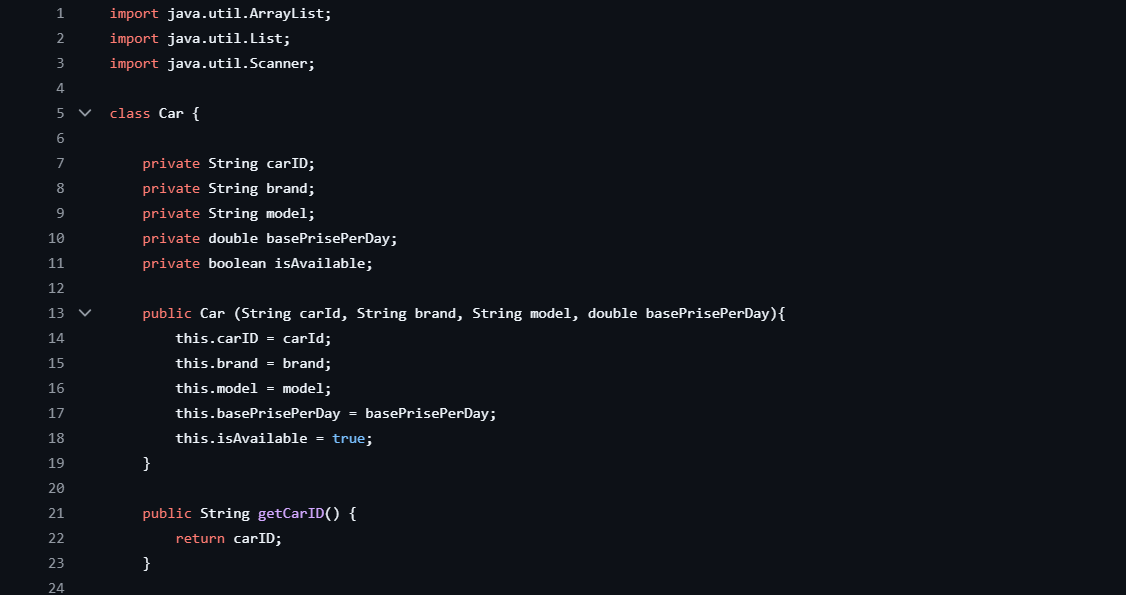 1 import java.util.ArrayList;
2 import java.util.List;
3 import java.util.Scanner;
4
5 class Car {
6
7 private String carID;
8 private String brand;
9 private String model;
10 private double basePrisePerDay;
11 private boolean isAvailable;
12
13 public Car (String carId, String brand, String model, double basePrisePerDay){
14 this.carID = carId;
15 this.brand = brand;
16 this.model = model;
17 this.basePrisePerDay = basePrisePerDay;
18 this.isAvailable = true;
19 }
20
21 public String getCarID() {
22 return carID;
23 }
24